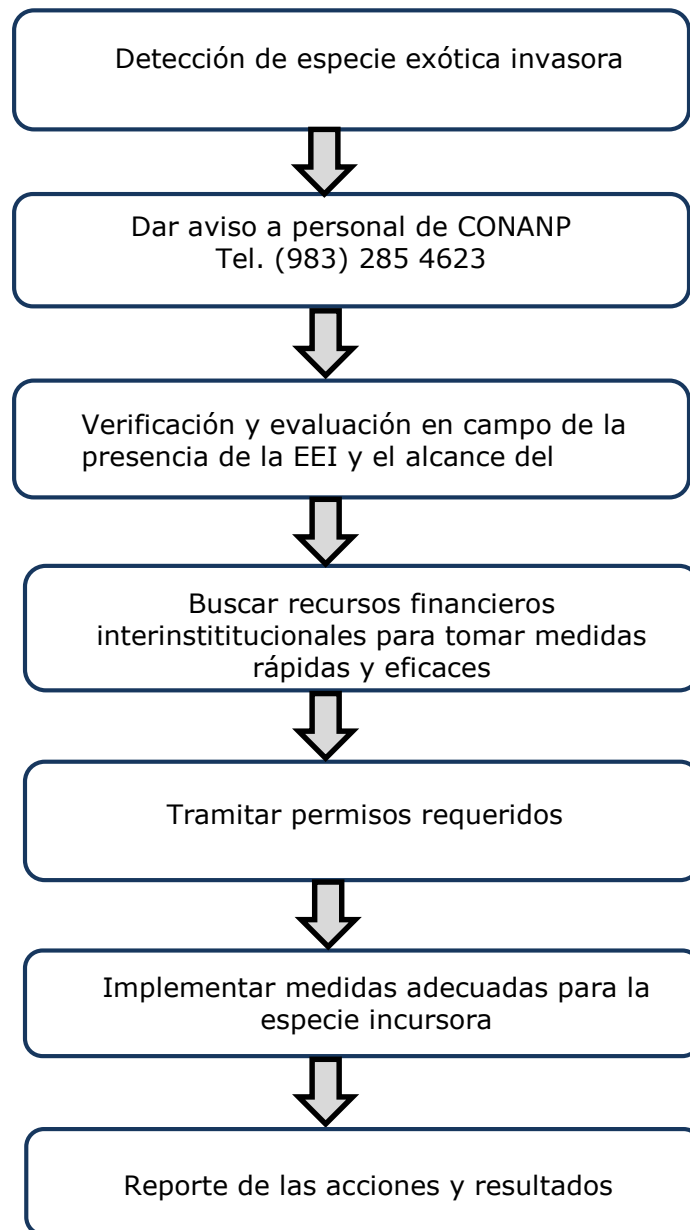 Detección de especie exótica invasora
Dar aviso a personal de CONANP
Tel. (983) 285 4623
Verificación y evaluación en campo de la
presencia de la EEI y el alcance del
Buscar recursos financieros
interinstititucionales para tomar medidas
rápidas y eficaces
Tramitar permisos requeridos
Implementar medidas adecuadas para la
especie incursora
Reporte de las acciones y resultados